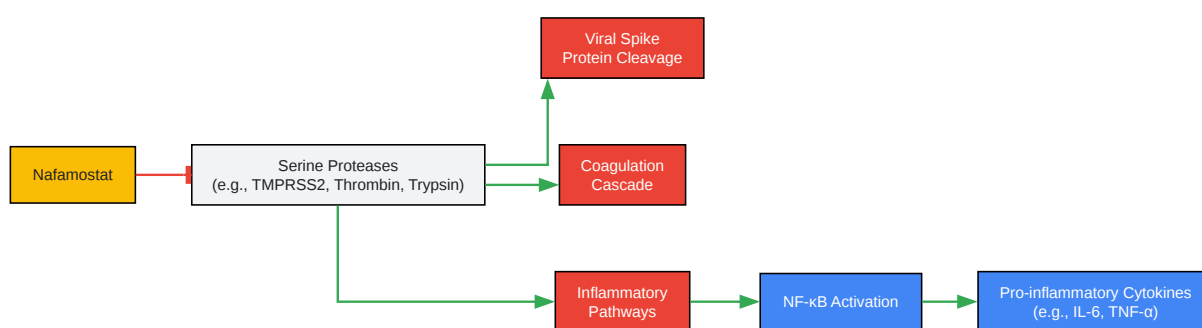 Viral Spike
Protein Cleavage
Nafamostat
Serine Proteases
(e.g., TMPRSS2, Thrombin, Trypsin)
Coagulation
Cascade
Inflammatory
Pathways
NF-κB Activation
Pro-inflammatory Cytokines
(e.g., IL-6, TNF-α)